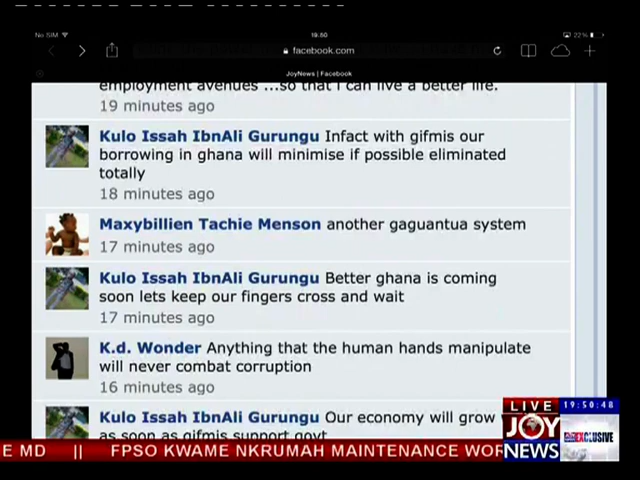 No SIM
19:50
22%
facebook.com
JoyNews | Facebook
employment avenues ...so that I can live a better life.
19 minutes ago
Kulo Issah IbnAli Gurungu Infact with gifmis our
borrowing in ghana will minimise if possible eliminated
totally
18 minutes ago
Maxybillien Tachie Menson another gaguantua system
17 minutes ago
Kulo Issah IbnAli Gurungu Better ghana is coming
soon lets keep our fingers cross and wait
17 minutes ago
K.d. Wonder Anything that the human hands manipulate
will never combat corruption
16 minutes ago
Kulo Issah IbnAli Gurungu Our economy will grow
as soon as gifmis support govt
LIVE 19:50:48
JOY
NEWS
EXCLUSIVE
E MD || FPSO KWAME NKRUMAH MAINTENANCE WOR